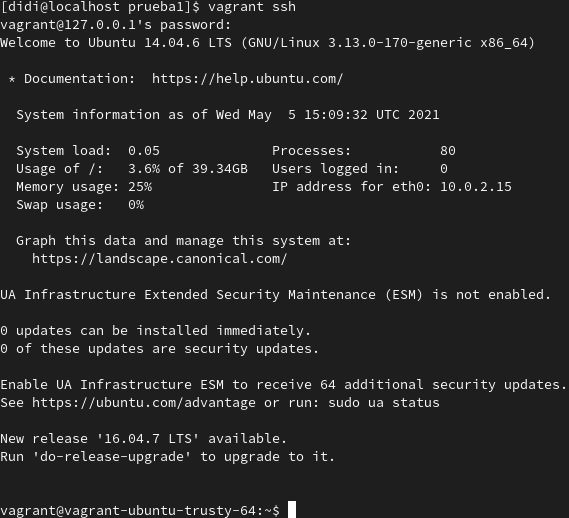 [didi@localhost prueba1]$ vagrant ssh
vagrant@127.0.0.1's password:
Welcome to Ubuntu 14.04.6 LTS (GNU/Linux 3.13.0-170-generic x86_64)
* Documentation:  https://help.ubuntu.com/
System information as of Wed May  5 15:09:32 UTC 2021
System load:  0.05              Processes:           80
Usage of /:   3.6% of 39.34GB   Users logged in:     0
Memory usage: 25%               IP address for eth0: 10.0.2.15
Swap usage:   0%
Graph this data and manage this system at:
https://landscape.canonical.com/
UA Infrastructure Extended Security Maintenance (ESM) is not enabled.
0 updates can be installed immediately.
0 of these updates are security updates.
Enable UA Infrastructure ESM to receive 64 additional security updates.
See https://ubuntu.com/advantage or run: sudo ua status
New release '16.04.7 LTS' available.
Run 'do-release-upgrade' to upgrade to it.
vagrant@vagrant-ubuntu-trusty-64:~$